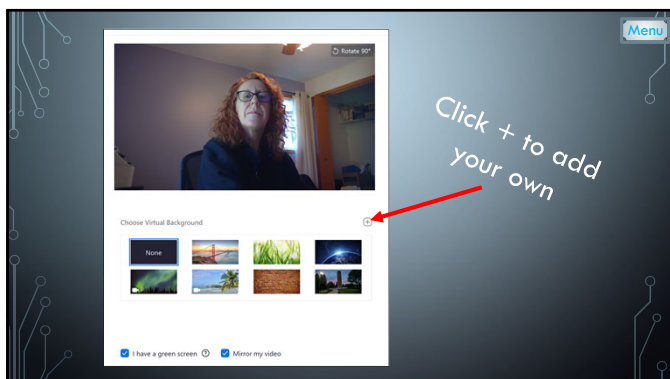 Menu
Rotate 90°
Click + to add
your own
Choose Virtual Background
None
I have a green screen
Mirror my video